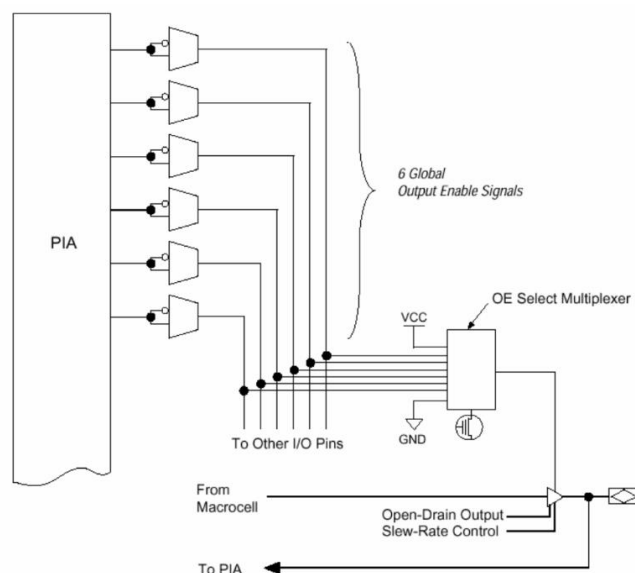 PIA
6 Global
Output Enable Signals
OE Select Multiplexer
VCC
GND
To Other I/O Pins
From
Macrocell
Open-Drain Output
Slew-Rate Control
To PIA